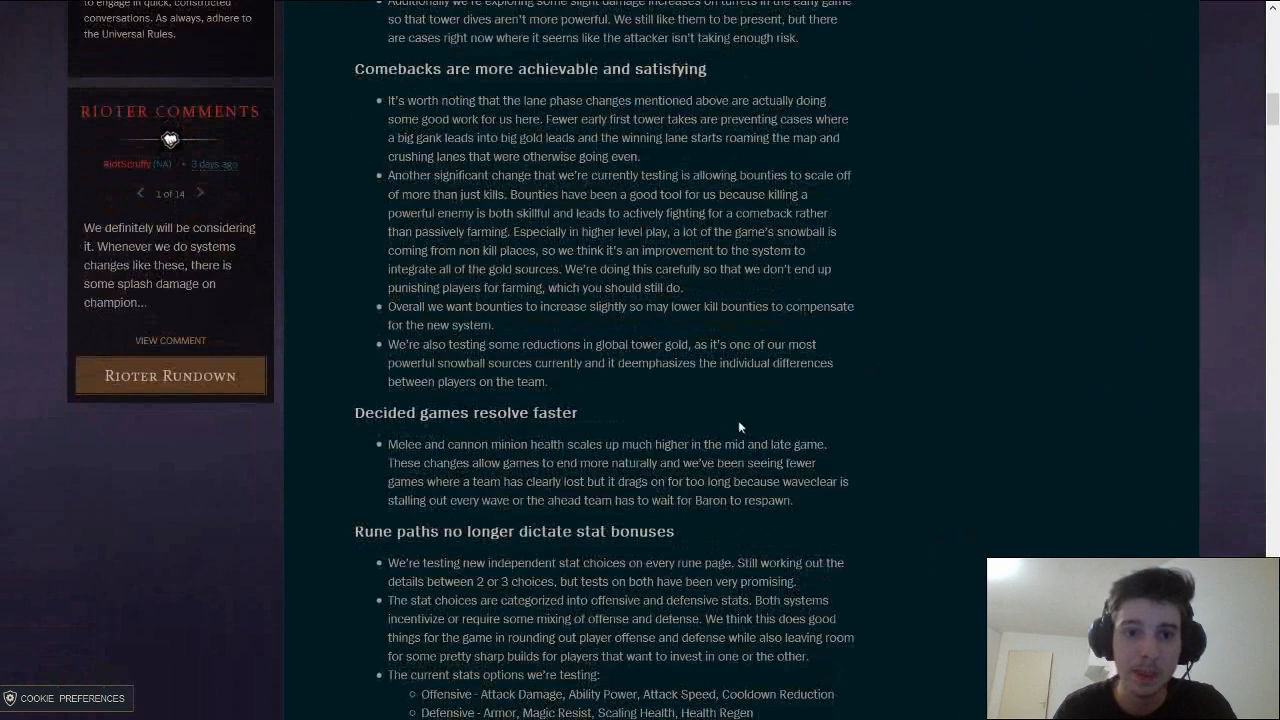 to engage in quick, constructed
conversations. As always, adhere to
the Universal Rules.
RIOTER COMMENTS
RiotScruffy (NA) • 3 days ago
1 of 14
We definitely will be considering
it. Whenever we do systems
changes like these, there is
some splash damage on
champion...
VIEW COMMENT
RIOTER RUNDOWN
COOKIE PREFERENCES
Additionally we're exploring some slight damage increases on turrets in the early game
so that tower dives aren't more powerful. We still like them to be present, but there
are cases right now where it seems like the attacker isn't taking enough risk.
Comebacks are more achievable and satisfying
It's worth noting that the lane phase changes mentioned above are actually doing
some good work for us here. Fewer early first tower takes are preventing cases where
a big gank leads into big gold leads and the winning lane starts roaming the map and
crushing lanes that were otherwise going even.
Another significant change that we're currently testing is allowing bounties to scale off
of more than just kills. Bounties have been a good tool for us because killing a
powerful enemy is both skillful and leads to actively fighting for a comeback rather
than passively farming. Especially in higher level play, a lot of the game's snowball is
coming from non kill places, so we think it's an improvement to the system to
integrate all of the gold sources. We're doing this carefully so that we don't end up
punishing players for farming, which you should still do.
Overall we want bounties to increase slightly so may lower kill bounties to compensate
for the new system.
We're also testing some reductions in global tower gold, as it's one of our most
powerful snowball sources currently and it deemphasizes the individual differences
between players on the team.
Decided games resolve faster
Melee and cannon minion health scales up much higher in the mid and late game.
These changes allow games to end more naturally and we've been seeing fewer
games where a team has clearly lost but it drags on for too long because waveclear is
stalling out every wave or the ahead team has to wait for Baron to respawn.
Rune paths no longer dictate stat bonuses
We're testing new independent stat choices on every rune page. Still working out the
details between 2 or 3 choices, but tests on both have been very promising.
The stat choices are categorized into offensive and defensive stats. Both systems
incentivize or require some mixing of offense and defense. We think this does good
things for the game in rounding out player offense and defense while also leaving room
for some pretty sharp builds for players that want to invest in one or the other.
The current stats options we're testing:
Offensive - Attack Damage, Ability Power, Attack Speed, Cooldown Reduction
Defensive - Armor, Magic Resist, Scaling Health, Health Regen